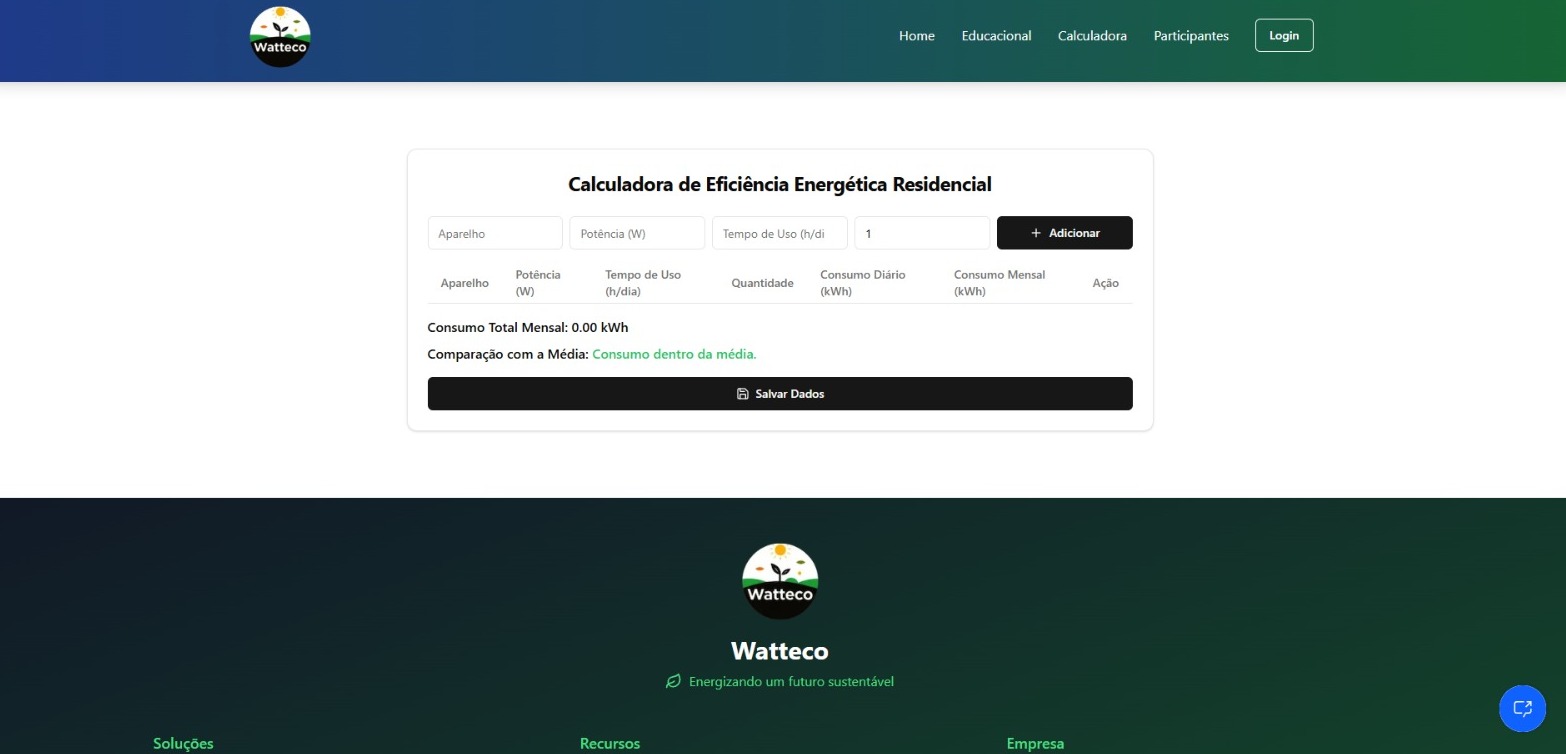 Watteco
Home Educacional Calculadora Participantes Login
Calculadora de Eficiência Energética Residencial
Aparelho Potência (W) Tempo de Uso (h/di 1 Adicionar
Aparelho Potência (W) Tempo de Uso (h/dia) Quantidade Consumo Diário (kWh) Consumo Mensal (kWh) Ação
Consumo Total Mensal: 0.00 kWh
Comparação com a Média: Consumo dentro da média.
Salvar Dados
Watteco
Watteco
Energizando um futuro sustentável
Soluções Recursos Empresa